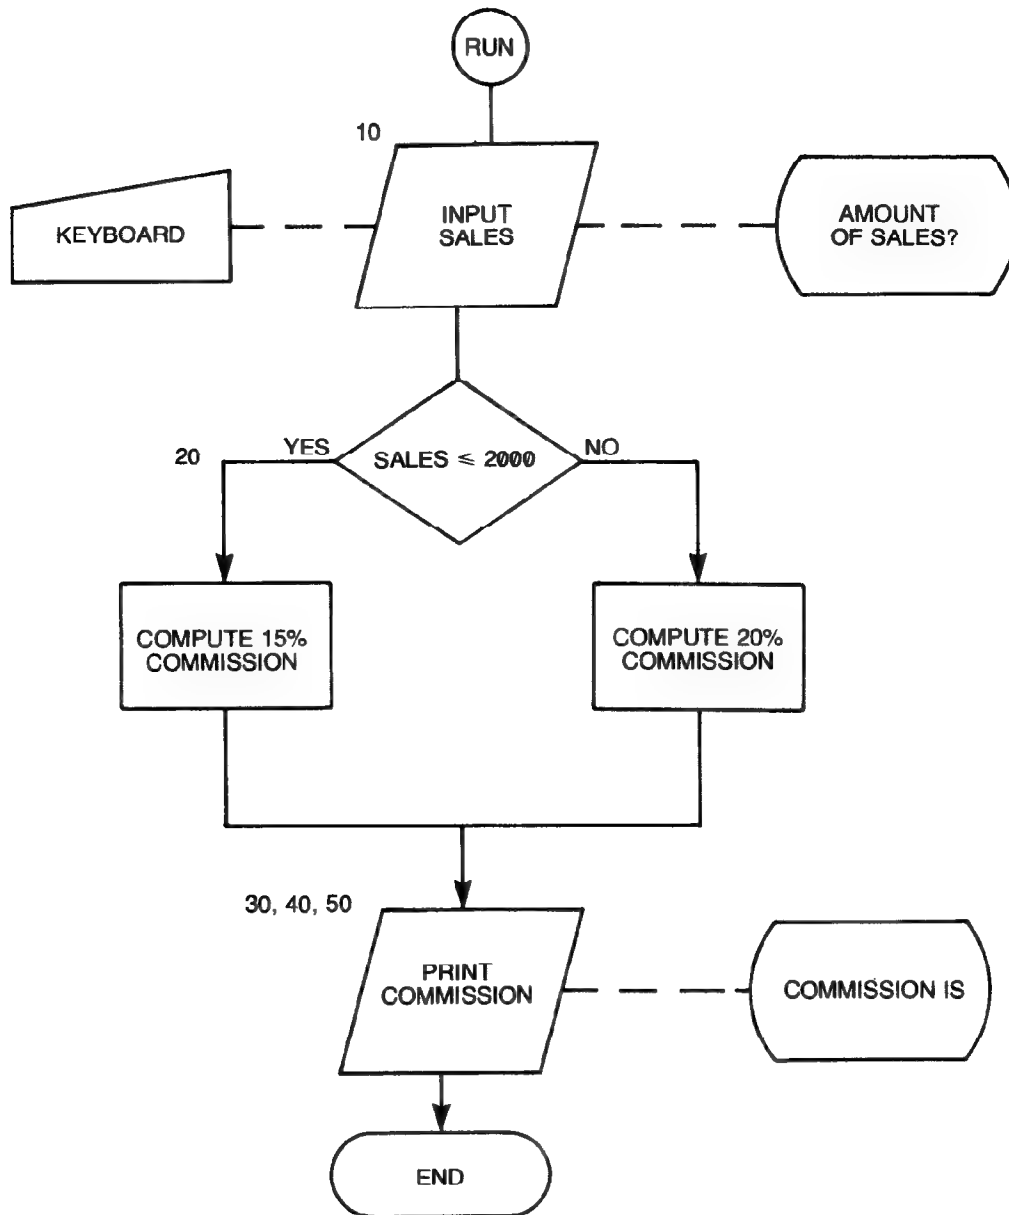 RUN
10
KEYBOARD
INPUT
SALES
AMOUNT
OF SALES?
20
YES
SALES ≤ 2000
NO
COMPUTE 15%
COMMISSION
COMPUTE 20%
COMMISSION
30, 40, 50
PRINT
COMMISSION
COMMISSION IS
END